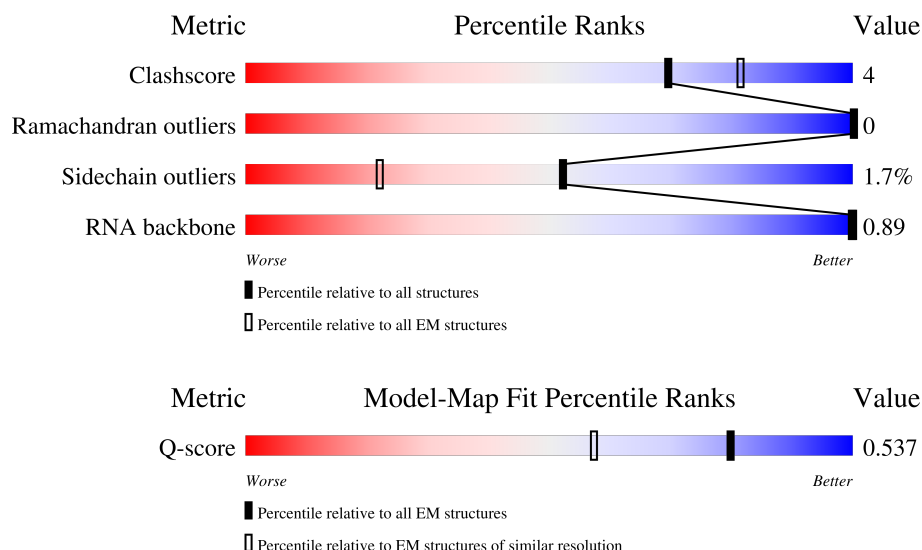 Metric Percentile Ranks Value
Clashscore 4
Ramachandran outliers 0
Sidechain outliers 1.7%
RNA backbone 0.89
Worse Better
Percentile relative to all structures
Percentile relative to all EM structures
Metric Model-Map Fit Percentile Ranks Value
Q-score 0.537
Worse Better
Percentile relative to all EM structures
Percentile relative to EM structures of similar resolution